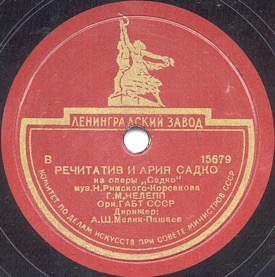 ЛЕНИНГРАДСКИЙ ЗАВОД
В 15679
РЕЧИТАТИВ И АРИЯ САДКО
из оперы „Садко"
муз. Н. Римского-Корсакова
Г. М. НЕЛЕПП
Орк. ГАБТ СССР
Дирижер:
А. Ш. Мелик-Пашаев
КОМИТЕТ ПО ДЕЛАМ ИСКУССТВ ПРИ СОВЕТЕ МИНИСТРОВ СССР